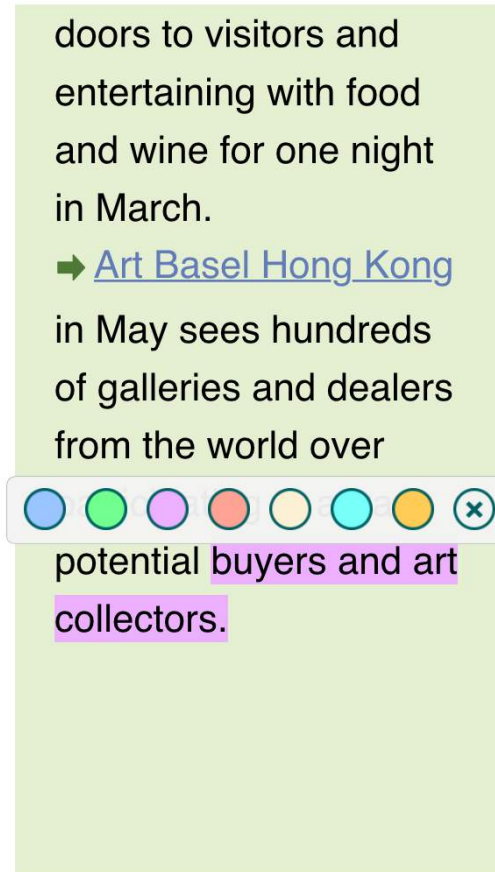 doors to visitors and
entertaining with food
and wine for one night
in March.
➡ Art Basel Hong Kong
in May sees hundreds
of galleries and dealers
from the world over
potential buyers and art
collectors.